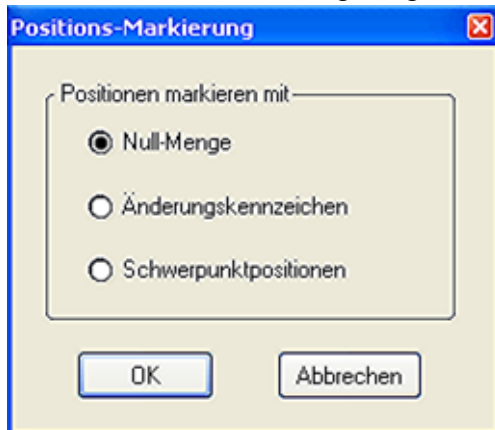 Positions-Markierung
Positionen markieren mit
Null-Menge
Änderungskennzeichen
Schwerpunktpositionen
OK Abbrechen